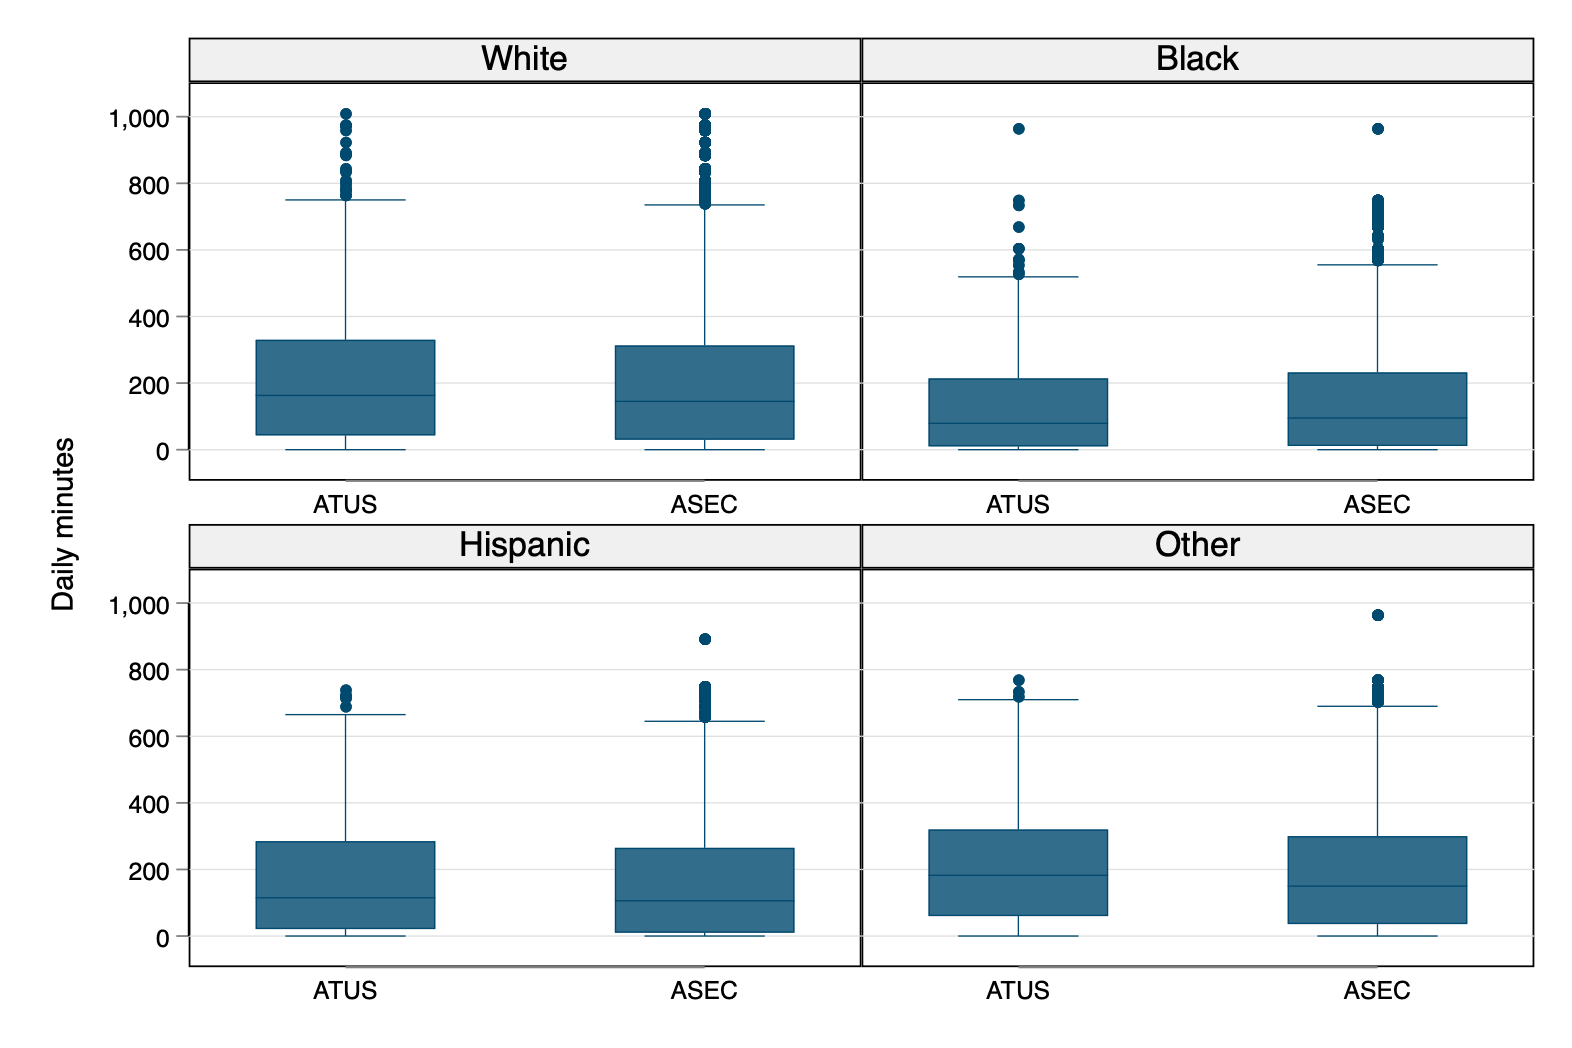 Daily minutes
White
Black
1,000
800
600
400
200
0
ATUS
ASEC
ATUS
ASEC
Hispanic
Other
1,000
800
600
400
200
0
ATUS
ASEC
ATUS
ASEC